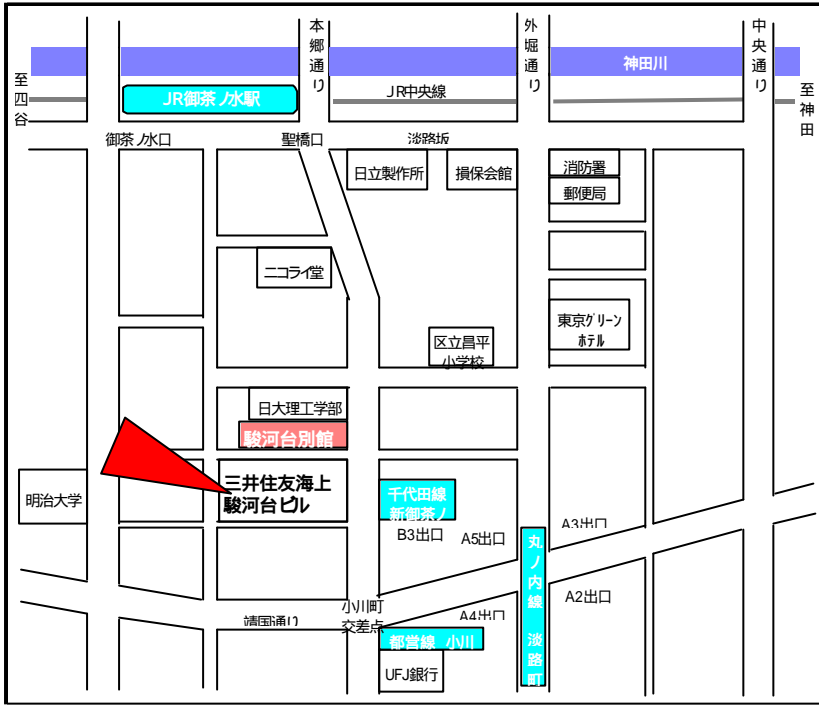 本郷通り
外堀通り
中央通り
神田川
至四谷
JR御茶ノ水駅
JR中央線
至神田
御茶ノ水口
聖橋口
淡路坂
日立製作所
損保会館
消防署
郵便局
ニコライ堂
東京グリーン
ホテル
区立昌平
小学校
日大理工学部
駿河台別館
三井住友海上
駿河台ビル
明治大学
千代田線
新御茶ノ
B3出口
A5出口
A3出口
丸ノ内線 淡路町
A2出口
小川町
交差点
A4出口
靖国通り
都営線 小川
UFJ銀行